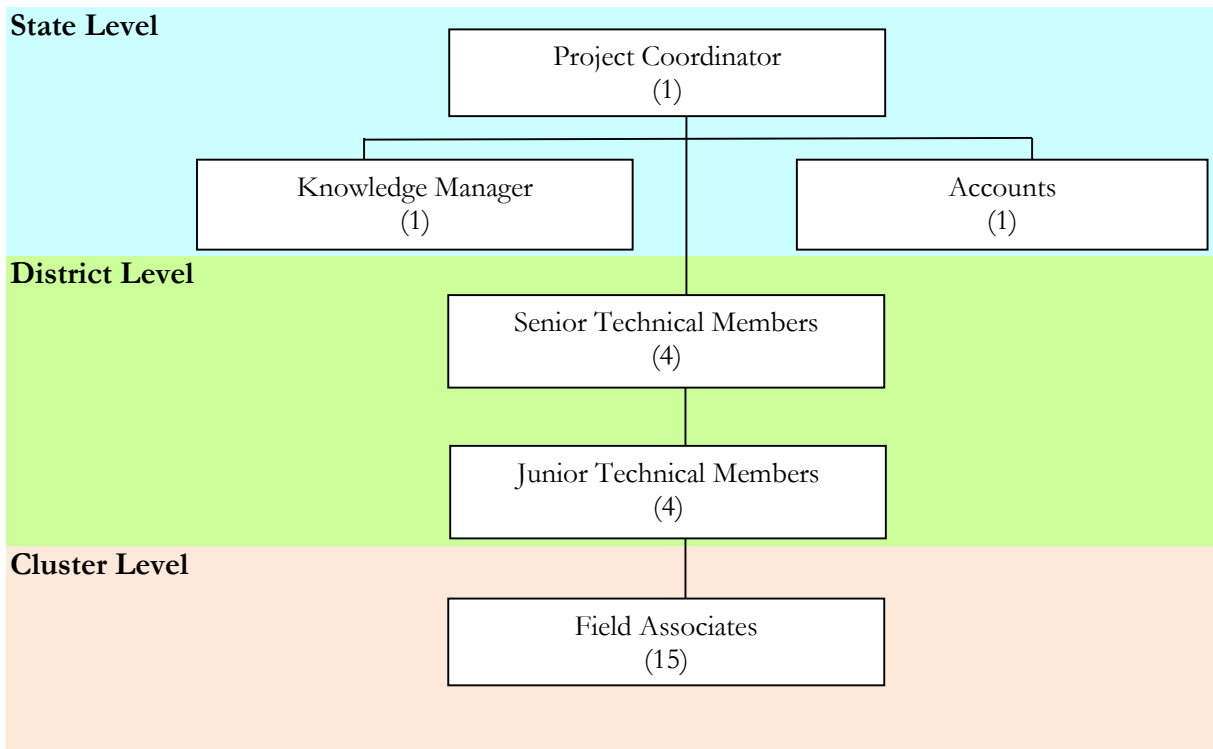 State Level
Project Coordinator
(1)
Knowledge Manager
(1)
Accounts
(1)
District Level
Senior Technical Members
(4)
Junior Technical Members
(4)
Cluster Level
Field Associates
(15)